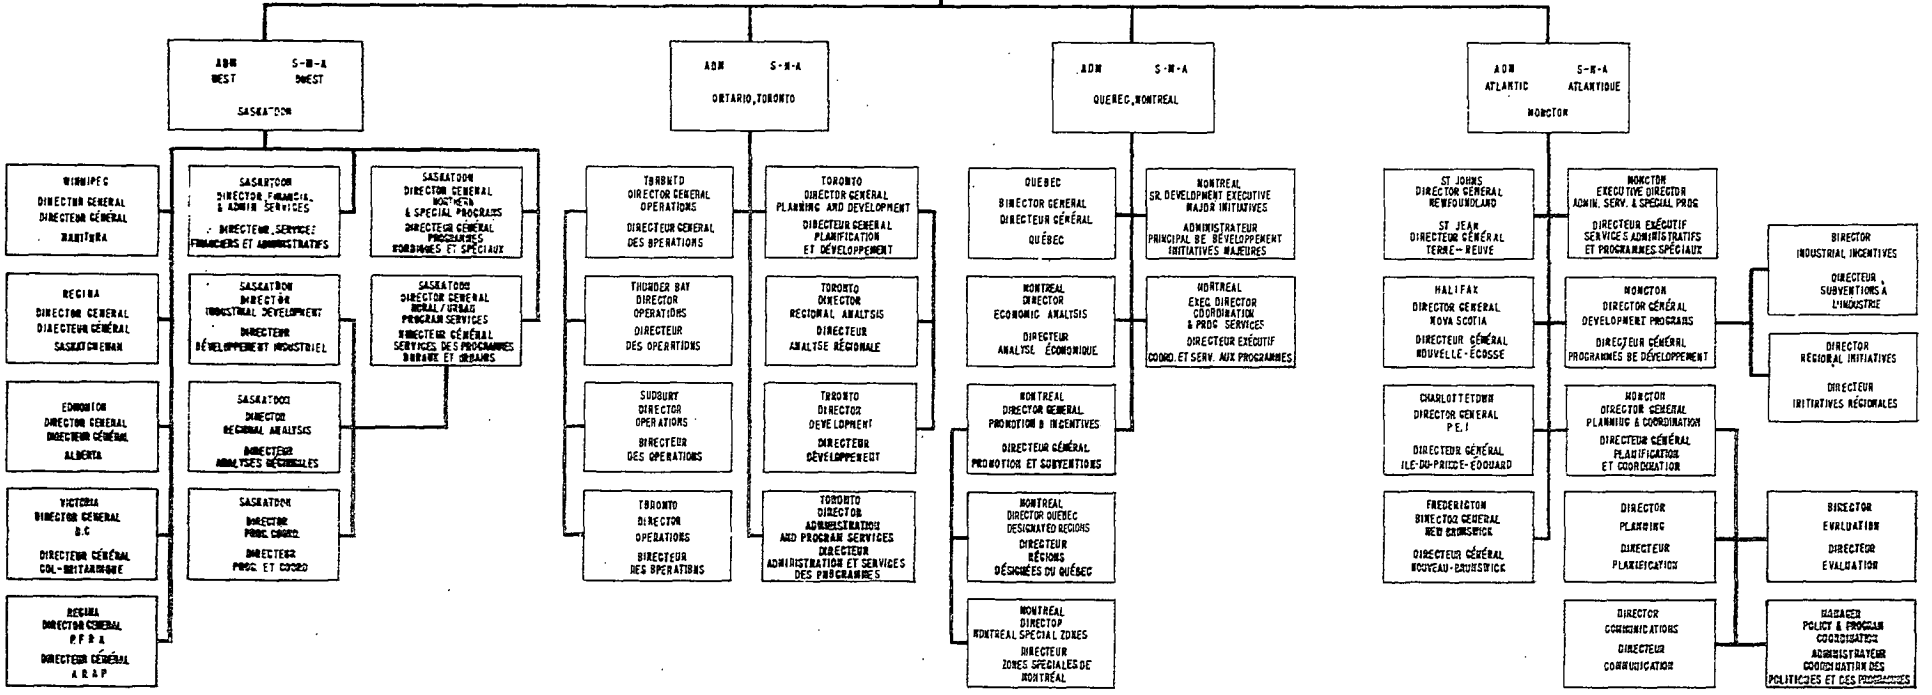 ADM S-M-A
WEST OUEST
SASKATOON
ADM S-M-A
ONTARIO, TORONTO
ADM S-M-A
QUEBEC, MONTREAL
ADM S-M-A
ATLANTIC ATLANTIQUE
MONCTON
WINNIPEG
DIRECTOR GENERAL
DIRECTEUR GÉNÉRAL
MANITOBA
REGINA
DIRECTOR GENERAL
DIRECTEUR GÉNÉRAL
SASKATCHEWAN
EDMONTON
DIRECTOR GENERAL
DIRECTEUR GÉNÉRAL
ALBERTA
VICTORIA
DIRECTOR GENERAL
B.C
DIRECTEUR GÉNÉRAL
COL-BRITANNIQUE
REGINA
DIRECTOR GENERAL
P F R A
DIRECTEUR GÉNÉRAL
A R A P
SASKATOON
DIRECTOR, FINANCIAL
& ADMIN SERVICES
DIRECTEUR, SERVICES
FINANCIERS ET ADMINISTRATIFS
SASKATOON
DIRECTOR
INDUSTRIAL DEVELOPMENT
DIRECTEUR
DÉVELOPPEMENT INDUSTRIEL
SASKATOON
DIRECTOR
REGIONAL ANALYSIS
DIRECTEUR
ANALYSES RÉGIONALES
SASKATOON
DIRECTOR
PROG COORD
DIRECTEUR
PROG. ET COORD
SASKATOON
DIRECTOR GENERAL
NORTHERN
& SPECIAL PROGRAMS
DIRECTEUR GÉNÉRAL
PROGRAMMES
NORDIQUES ET SPÉCIAUX
SASKATOON
DIRECTOR GENERAL
RURAL/URBAN
PROGRAM SERVICES
DIRECTEUR GÉNÉRAL
SERVICES DES PROGRAMMES
RURAUX ET URBAINS
TORONTO
DIRECTOR GENERAL
OPERATIONS
DIRECTEUR GENERAL
DES OPERATIONS
THUNDER BAY
DIRECTOR
OPERATIONS
DIRECTEUR
DES OPERATIONS
SUDBURY
DIRECTOR
OPERATIONS
DIRECTEUR
DES OPERATIONS
TORONTO
DIRECTOR
OPERATIONS
DIRECTEUR
DES OPERATIONS
TORONTO
DIRECTOR GENERAL
PLANNING AND DEVELOPMENT
DIRECTEUR GENERAL
PLANIFICATION
ET DÉVELOPPEMENT
TORONTO
DIRECTOR
REGIONAL ANALYSIS
DIRECTEUR
ANALYSE RÉGIONALE
TORONTO
DIRECTOR
DEVELOPMENT
DIRECTEUR
DÉVELOPPEMENT
TORONTO
DIRECTOR
ADMINISTRATION
AND PROGRAM SERVICES
DIRECTEUR
ADMINISTRATION ET SERVICES
DES PROGRAMMES
QUEBEC
DIRECTOR GENERAL
DIRECTEUR GÉNÉRAL
QUÉBEC
MONTREAL
DIRECTOR
ECONOMIC ANALYSIS
DIRECTEUR
ANALYSE ÉCONOMIQUE
MONTREAL
DIRECTOR GENERAL
PROMOTION & INCENTIVES
DIRECTEUR GÉNÉRAL
PROMOTION ET SUBVENTIONS
MONTREAL
DIRECTOR QUEBEC
DESIGNATED REGIONS
DIRECTEUR
RÉGIONS
DÉSIGNÉES DU QUÉBEC
MONTRÉAL
DIRECTOR
MONTREAL SPECIAL ZONES
DIRECTEUR
ZONES SPÉCIALES DE
MONTRÉAL
MONTREAL
SR. DEVELOPMENT EXECUTIVE
MAJOR INITIATIVES
ADMINISTRATEUR
PRINCIPAL DE DÉVELOPPEMENT
INITIATIVES MAJEURES
MONTREAL
EXEC DIRECTOR
COORDINATION
& PROG SERVICES
DIRECTEUR EXÉCUTIF
COORD. ET SERV. AUX PROGRAMMES
ST JOHNS
DIRECTOR GENERAL
NEWFOUNDLAND
ST JEAN
DIRECTEUR GÉNÉRAL
TERRE-NEUVE
HALIFAX
DIRECTOR GENERAL
NOVA SCOTIA
DIRECTEUR GÉNÉRAL
NOUVELLE-ÉCOSSE
CHARLOTTETOWN
DIRECTOR GENERAL
P E. I
DIRECTEUR GÉNÉRAL
ILE-DU-PRINCE-ÉDOUARD
FREDERICTON
DIRECTOR GENERAL
NEW BRUNSWICK
DIRECTEUR GÉNÉRAL
NOUVEAU-BRUNSWICK
MONCTON
EXECUTIVE DIRECTOR
ADMIN. SERV. & SPECIAL PROG
DIRECTEUR EXÉCUTIF
SERVICES ADMINISTRATIFS
ET PROGRAMMES SPÉCIAUX
MONCTON
DIRECTOR GÉNÉRAL
DEVELOPMENT PROGRAMS
DIRECTEUR GÉNÉRAL
PROGRAMMES DE DÉVELOPPEMENT
MONCTON
DIRECTOR GENERAL
PLANNING & COORDINATION
DIRECTEUR GÉNÉRAL
PLANIFICATION
ET COORDINATION
DIRECTOR
PLANNING
DIRECTEUR
PLANIFICATION
DIRECTOR
COMMUNICATIONS
DIRECTEUR
COMMUNICATION
DIRECTOR
INDUSTRIAL INCENTIVES
DIRECTEUR
SUBVENTIONS À
L'INDUSTRIE
DIRECTOR
REGIONAL INITIATIVES
DIRECTEUR
INITIATIVES RÉGIONALES
DIRECTOR
EVALUATION
DIRECTEUR
EVALUATION
MANAGER
POLICY & PROGRAM
COORDINATION
ADMINISTRATEUR
COORDINATION DES
POLITIQUES ET DES PROGRAMMES